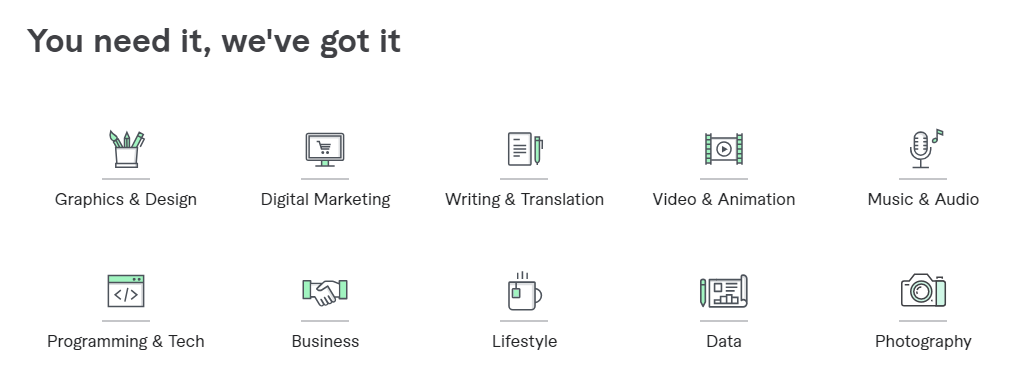 You need it, we've got it
Graphics & Design
Digital Marketing
Writing & Translation
Video & Animation
Music & Audio
Programming & Tech
Business
Lifestyle
Data
Photography